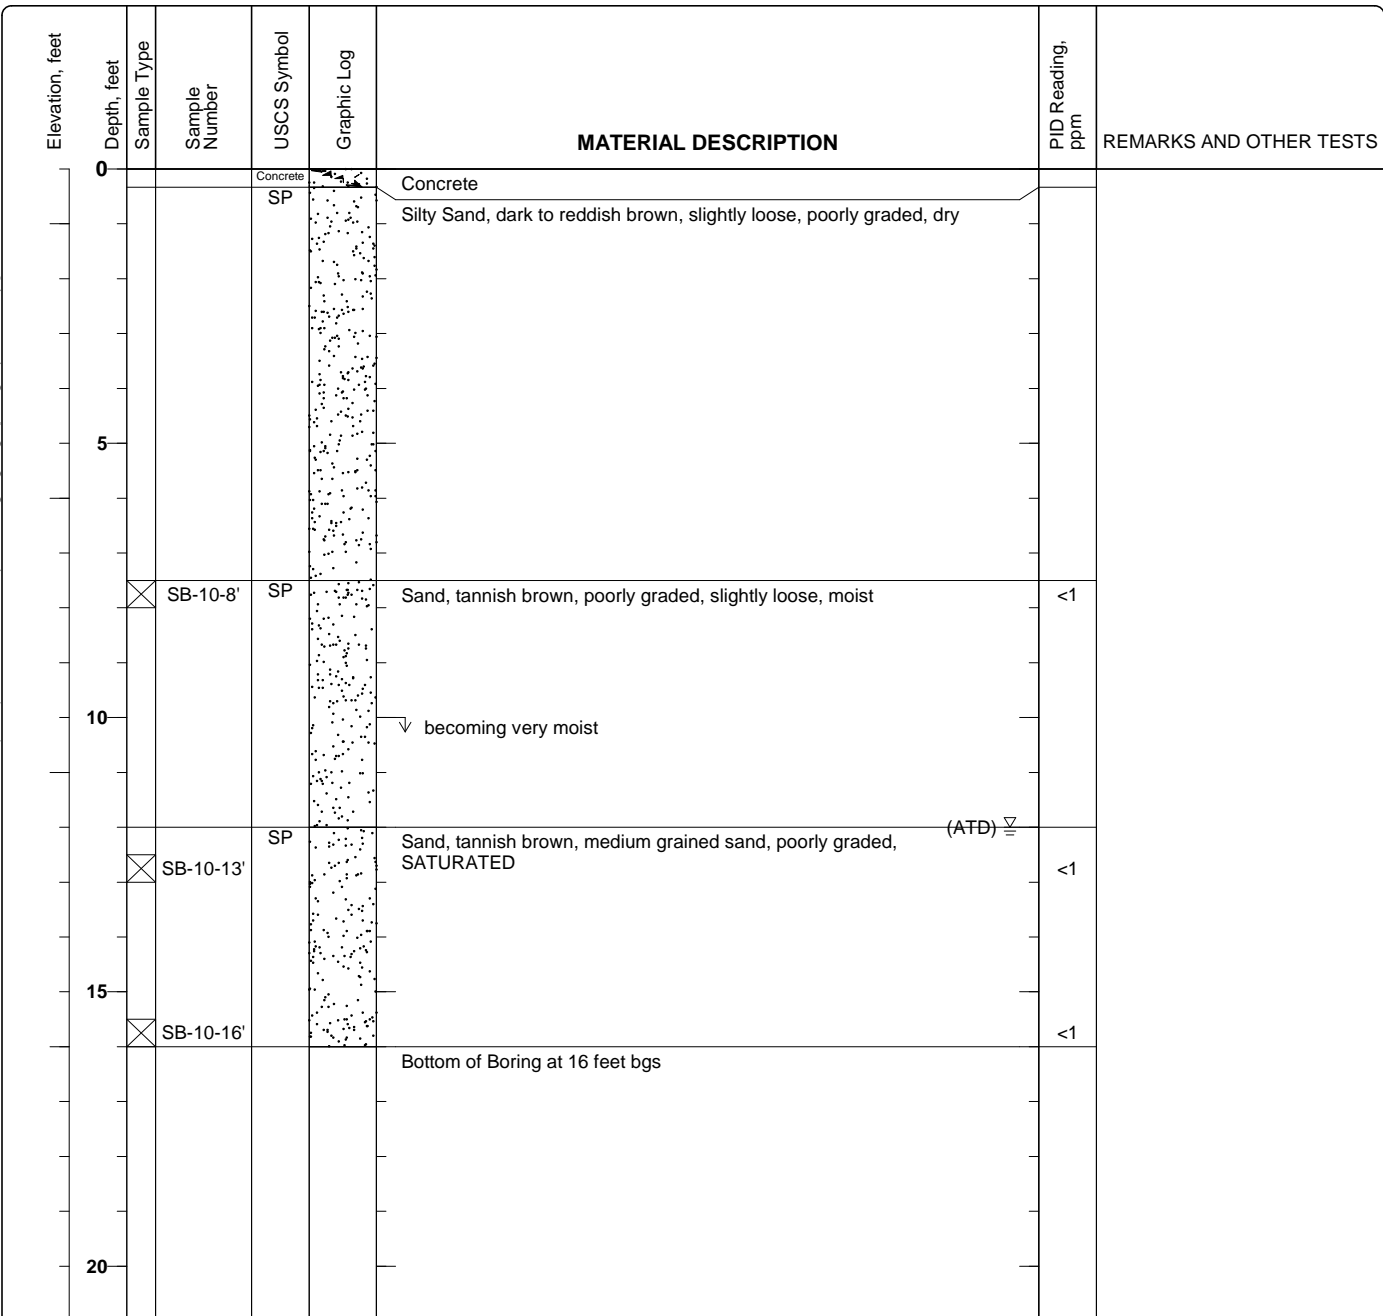 Elevation, feet
Depth, feet
Sample Type
Sample
Number
USCS Symbol
Graphic Log
MATERIAL DESCRIPTION
PID Reading,
ppm
REMARKS AND OTHER TESTS
0
Concrete
Concrete
SP
Silty Sand, dark to reddish brown, slightly loose, poorly graded, dry
5
SB-10-8'
SP
Sand, tannish brown, poorly graded, slightly loose, moist
<1
10
becoming very moist
(ATD)
SP
Sand, tannish brown, medium grained sand, poorly graded,
SATURATED
SB-10-13'
<1
15
SB-10-16'
<1
Bottom of Boring at 16 feet bgs
20